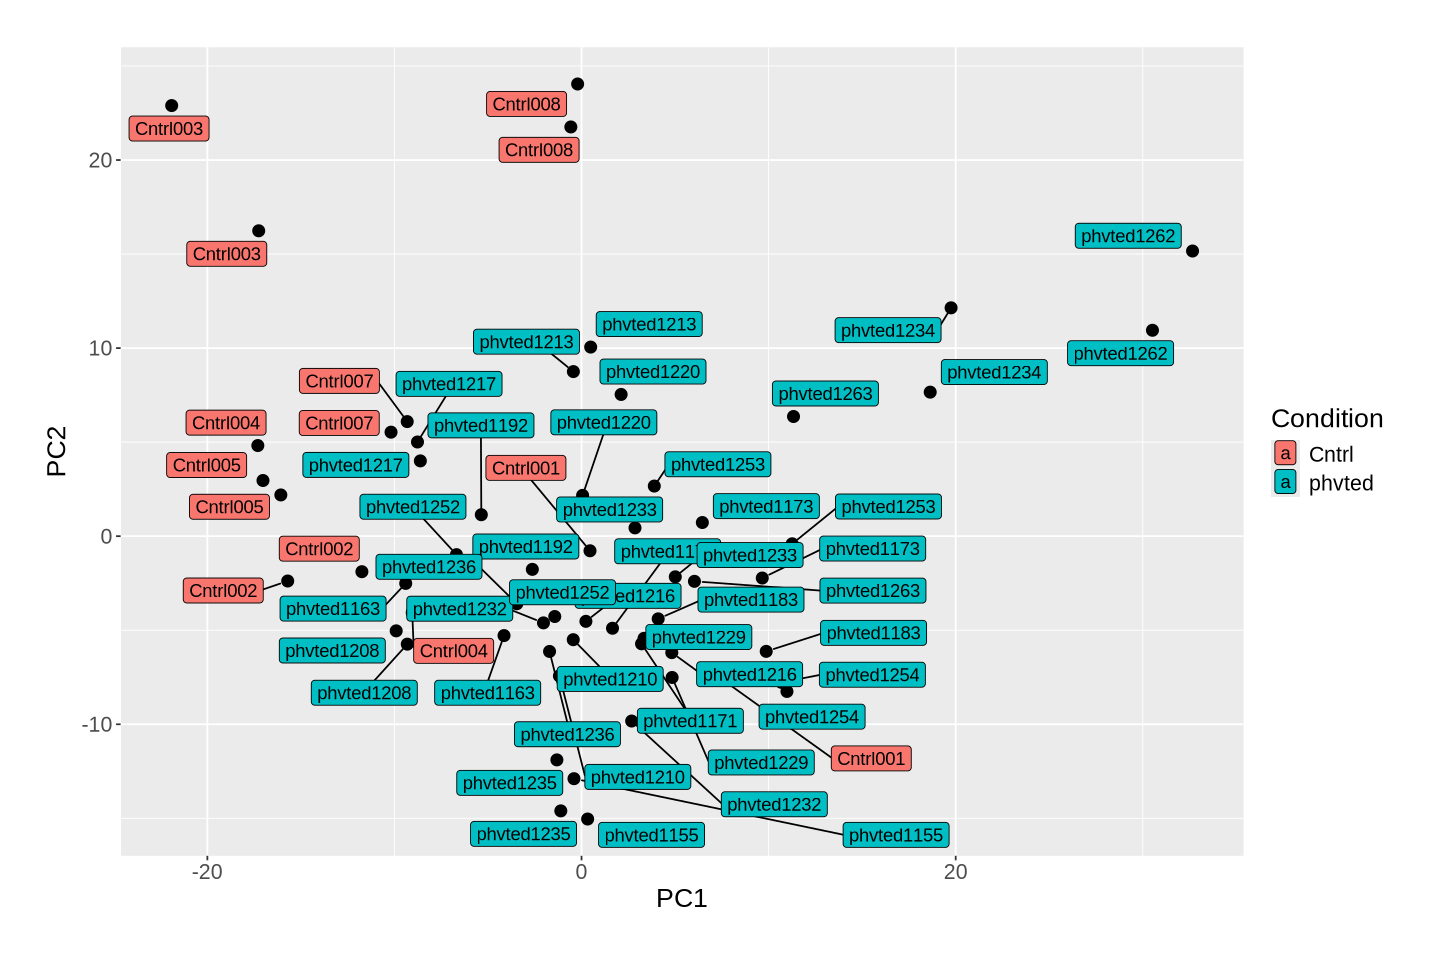 Cntrl008
Cntrl003
Cntrl008
20
phvted1262
Cntrl003
phvted1213
phvted1234
phvted1213
10
phvted1262
phvted1220
phvted1234
Cntrl007
phvted1217
phvted1263
Condition
Cntrl004
Cntrl007
phvted1192
phvted1220
PC2
a Cntrl
Cntrl005
phvted1217
Cntrl001
phvted1253
a phvted
Cntrl005
phvted1252
phvted1233
phvted1173
phvted1253
0
Cntrl002
phvted1192
phvted1233
phvted1173
phvted1236
Cntrl002
phvted1252
phvted1263
phvted1163
phvted1232
phvted1183
phvted1208
Cntrl004
phvted1229
phvted1183
phvted1210
phvted1216
phvted1254
phvted1208
phvted1163
-10
phvted1171
phvted1254
phvted1236
Cntrl001
phvted1229
phvted1235
phvted1210
phvted1232
phvted1235
phvted1155
phvted1155
-20
0
20
PC1